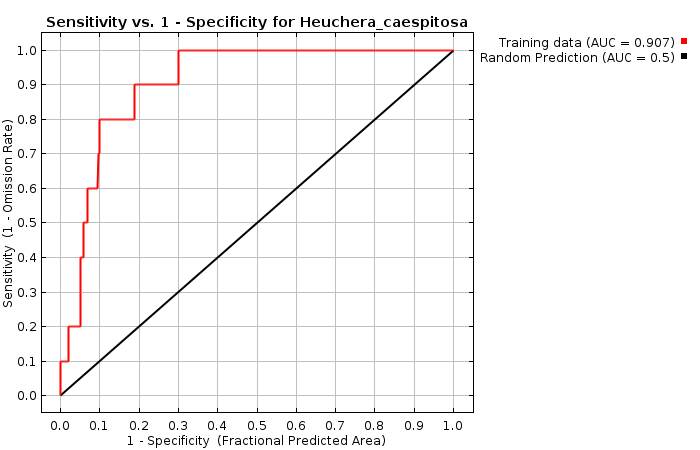 Sensitivity vs. 1 - Specificity for Heuchera_caespitosa
Training data (AUC = 0.907)
Random Prediction (AUC = 0.5)
Sensitivity (1 - Omission Rate)
1.0
0.9
0.8
0.7
0.6
0.5
0.4
0.3
0.2
0.1
0.0
0.0 0.1 0.2 0.3 0.4 0.5 0.6 0.7 0.8 0.9 1.0
1 - Specificity (Fractional Predicted Area)